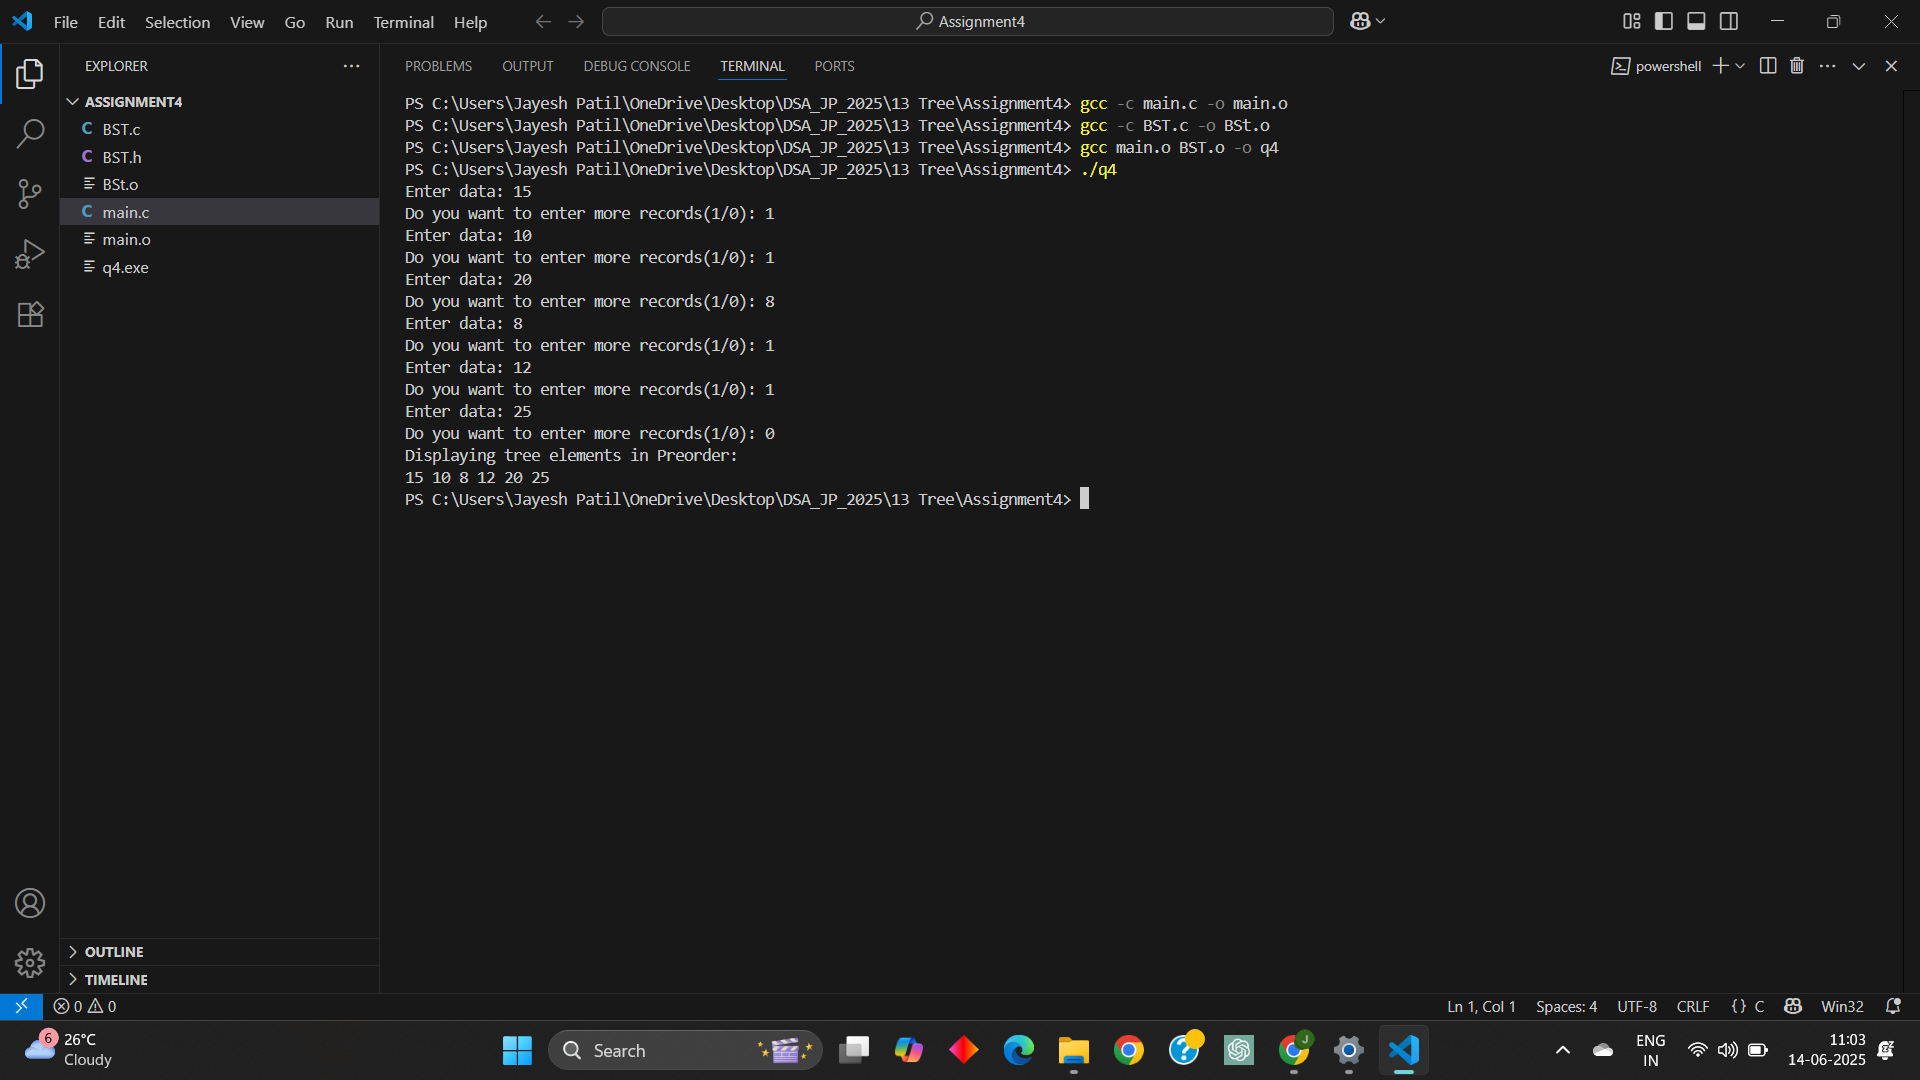 File Edit Selection View Go Run Terminal Help
Assignment4
EXPLORER
ASSIGNMENT4
C BST.c
C BST.h
BSt.o
C main.c
main.o
q4.exe
OUTLINE
TIMELINE
PROBLEMS OUTPUT DEBUG CONSOLE TERMINAL PORTS
powershell
PS C:\Users\Jayesh Patil\OneDrive\Desktop\DSA_JP_2025\13 Tree\Assignment4> gcc -c main.c -o main.o
PS C:\Users\Jayesh Patil\OneDrive\Desktop\DSA_JP_2025\13 Tree\Assignment4> gcc -c BST.c -o BSt.o
PS C:\Users\Jayesh Patil\OneDrive\Desktop\DSA_JP_2025\13 Tree\Assignment4> gcc main.o BST.o -o q4
PS C:\Users\Jayesh Patil\OneDrive\Desktop\DSA_JP_2025\13 Tree\Assignment4> ./q4
Enter data: 15
Do you want to enter more records(1/0): 1
Enter data: 10
Do you want to enter more records(1/0): 1
Enter data: 20
Do you want to enter more records(1/0): 8
Enter data: 8
Do you want to enter more records(1/0): 1
Enter data: 12
Do you want to enter more records(1/0): 1
Enter data: 25
Do you want to enter more records(1/0): 0
Displaying tree elements in Preorder:
15 10 8 12 20 25
PS C:\Users\Jayesh Patil\OneDrive\Desktop\DSA_JP_2025\13 Tree\Assignment4>
0 0
Ln 1, Col 1 Spaces: 4 UTF-8 CRLF {} C Win32
6
26°C
Cloudy
Search
J
ENG
IN
11:03
14-06-2025